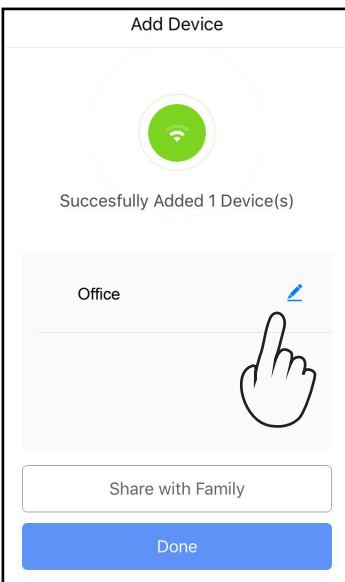 Add Device
Succesfully Added 1 Device(s)
Office
Share with Family
Done